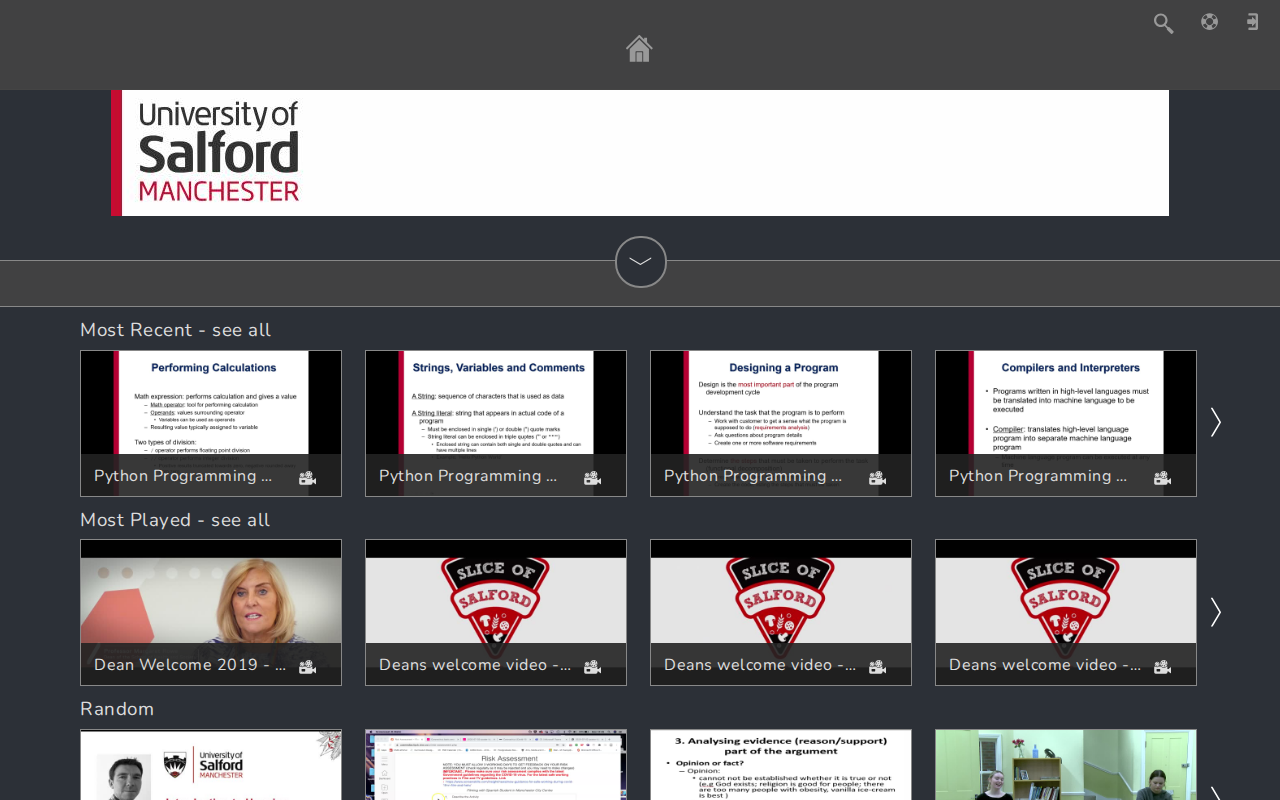 University of
Salford
MANCHESTER
Most Recent - see all
Performing Calculations
Math expression: performs calculation and gives a value
– Math operator: tool for performing calculation
– Operands: values surrounding operator
• Variables can be used as operands
– Resulting value typically assigned to variable
Two types of division:
– / operator performs floating point division
Python Programming ...
Strings, Variables and Comments
A String: sequence of characters that is used as data
A String literal: string that appears in actual code of a
program
– Must be enclosed in single (') or double (") quote marks
– String literal can be enclosed in triple quotes (''' or """)
• Enclosed string can contain both single and double quotes and can
have multiple lines
Python Programming ...
Designing a Program
Design is the most important part of the program
development cycle
Understand the task that the program is to perform
– Work with customer to get a sense what the program is
supposed to do (requirements analysis)
– Ask questions about program details
– Create one or more software requirements
Python Programming ...
Compilers and Interpreters
• Programs written in high-level languages must
be translated into machine language to be
executed
• Compiler: translates high-level language
program into separate machine language
program
Python Programming ...
Most Played - see all
Dean Welcome 2019 - ...
SLICE OF
SALFORD
Deans welcome video -...
SLICE OF
SALFORD
Deans welcome video -...
SLICE OF
SALFORD
Deans welcome video -...
Random
University of
Salford
MANCHESTER
Risk Assessment
3. Analysing evidence (reason/support)
part of the argument
• Opinion or fact?
– Opinion:
• cannot not be established whether it is true or not
(e.g God exists; religion is good for people; there
are too many people with obesity, vanilla ice-cream
is best )